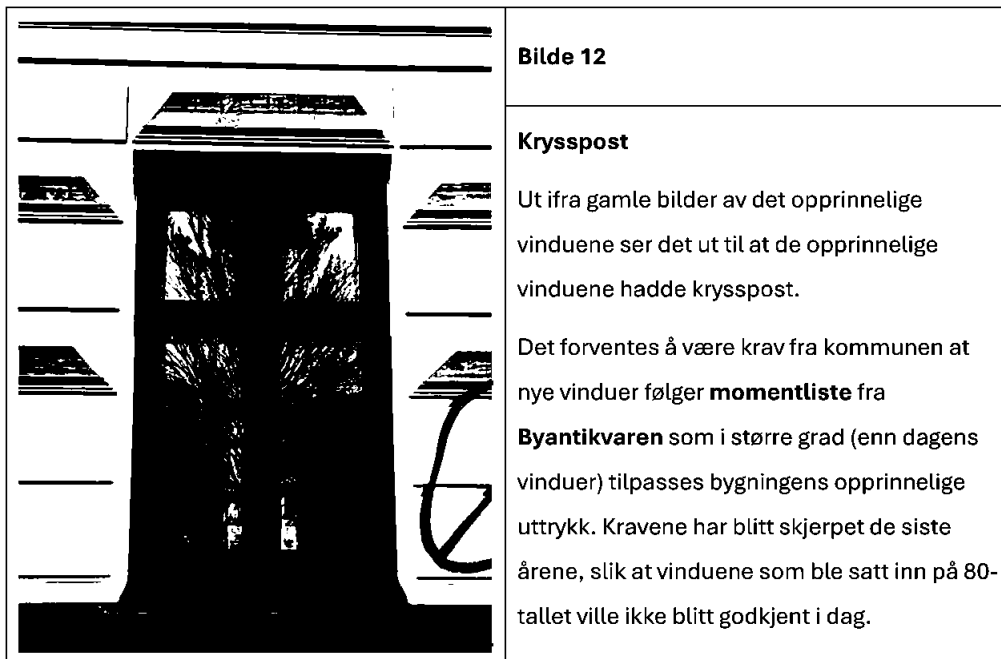 Bilde 12
Krysspost
Ut ifra gamle bilder av det opprinnelige
vinduene ser det ut til at de opprinnelige
vinduene hadde krysspost.
Det forventes å være krav fra kommunen at
nye vinduer følger momentliste fra
Byantikvaren som i større grad (enn dagens
vinduer) tilpasses bygningens opprinnelige
uttrykk. Kravene har blitt skjerpet de siste
årene, slik at vinduene som ble satt inn på 80-
tallet ville ikke blitt godkjent i dag.